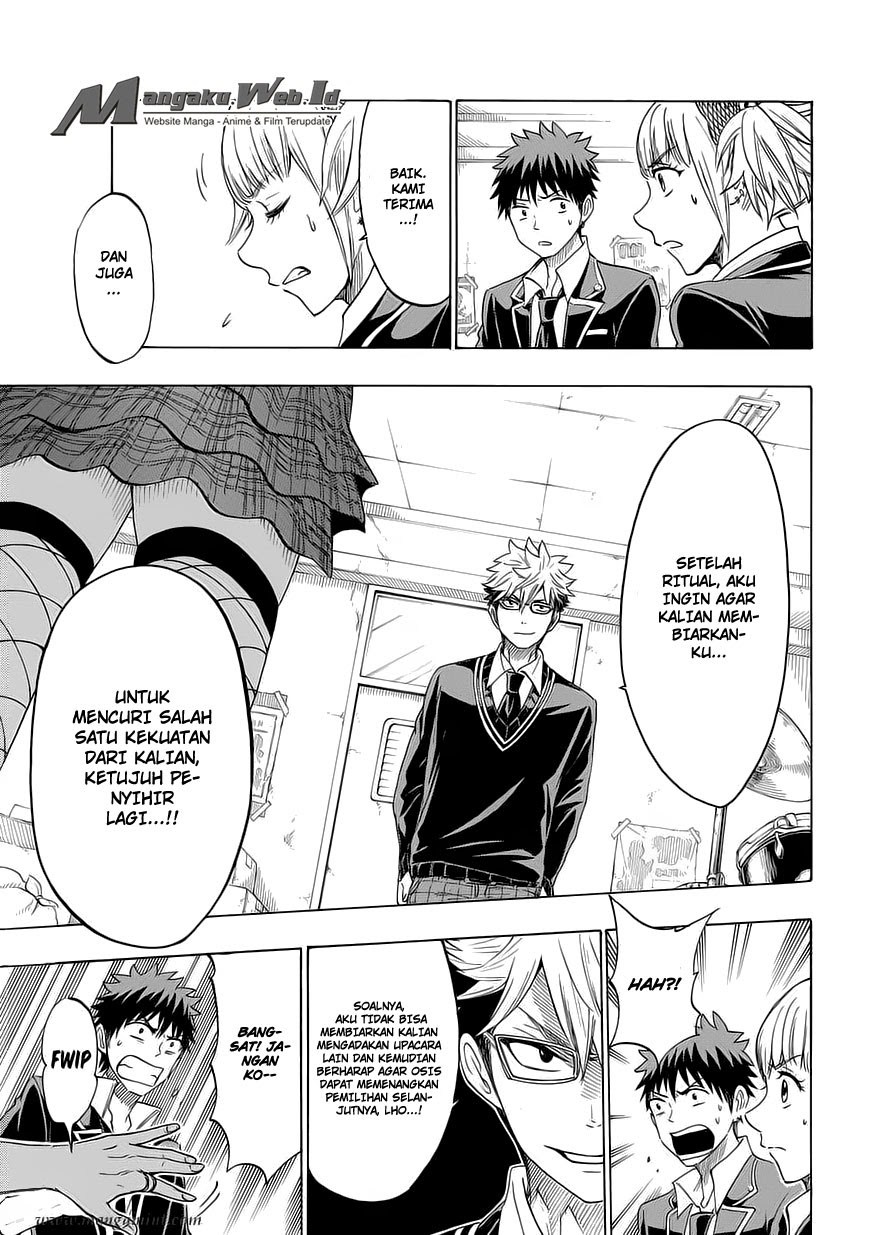 Mangaku.Web.Id
Website Manga - Anime & Film Terupdate
BAIK.
KAMI
TERIMA
...!
DAN
JUGA
...
SETELAH
RITUAL, AKU
INGIN AGAR
KALIAN MEM-
BIARKAN-
KU...
UNTUK
MENCURI SALAH
SATU KEKUATAN
DARI KALIAN,
KETUJUH PE-
NYIHIR
LAGI...!!
HAH?!
SOALNYA,
AKU TIDAK BISA
MEMBIARKAN KALIAN
MENGADAKAN UPACARA
LAIN DAN KEMUDIAN
BERHARAP AGAR OSIS
DAPAT MEMENANGKAN
PEMILIHAN SELAN-
JUTNYA, LHO...!
BANG-
SAT! JA-
NGAN
KO--
FWIP